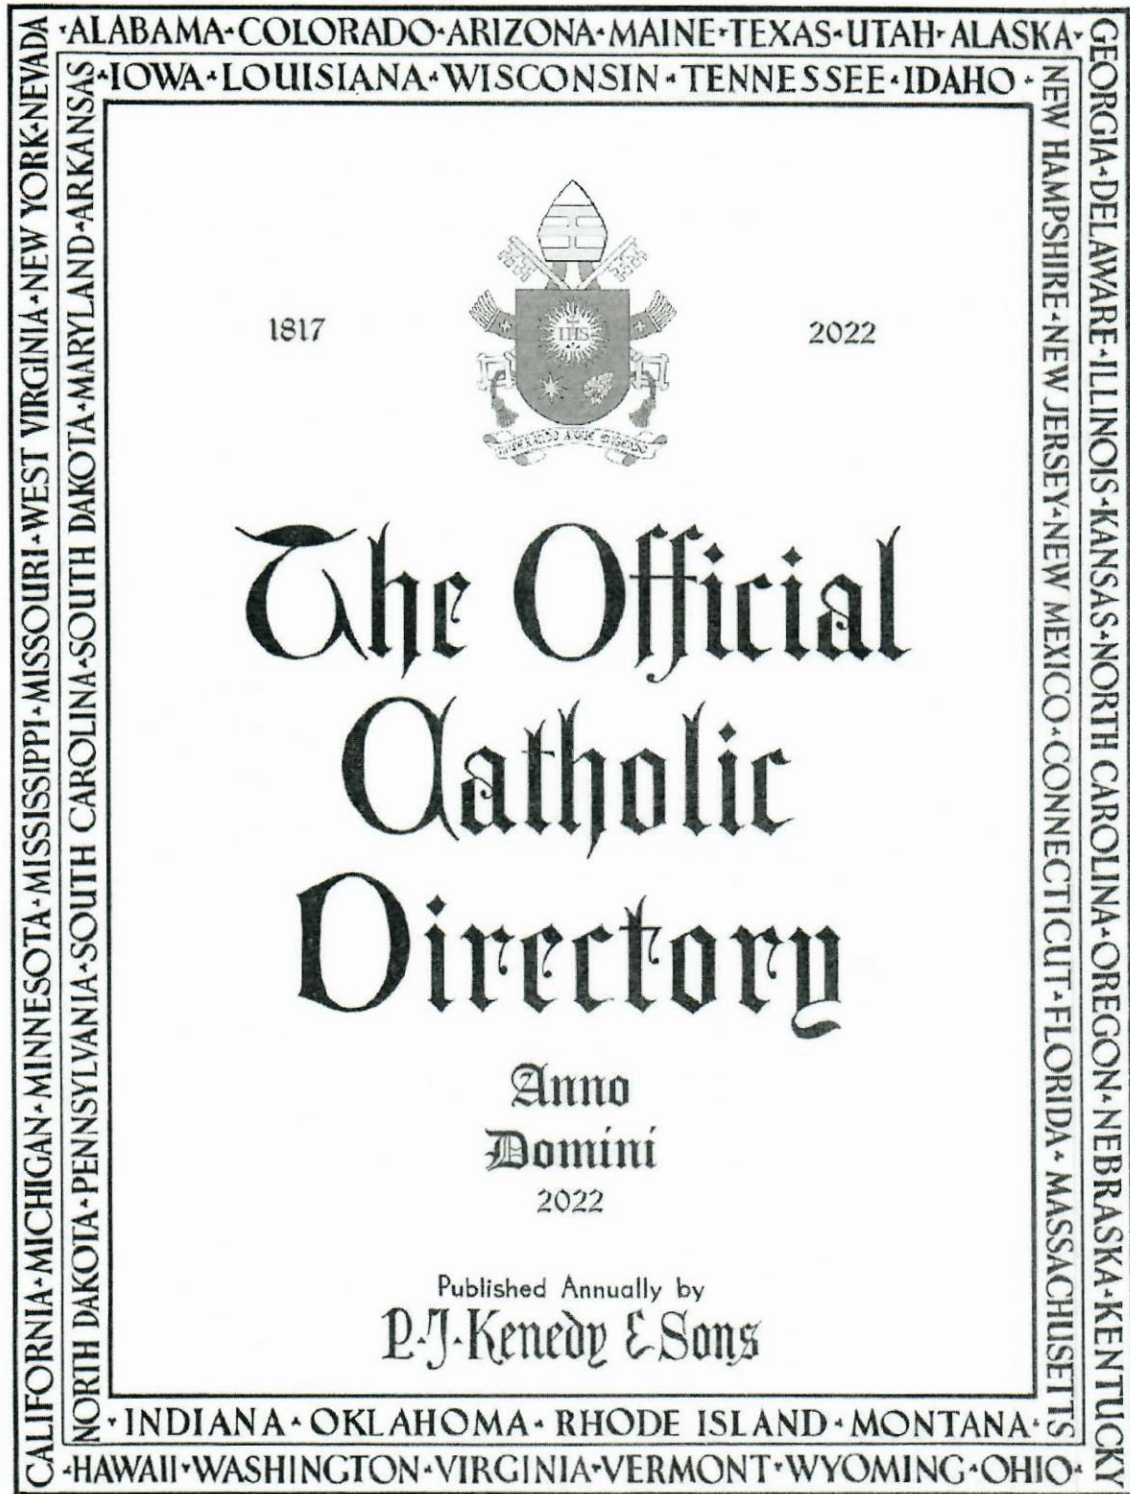 ·ALABAMA·COLORADO·ARIZONA·MAINE·TEXAS·UTAH·ALASKA·
·IOWA·LOUISIANA·WISCONSIN·TENNESSEE·IDAHO·
CALIFORNIA·MICHIGAN·MINNESOTA·MISSISSIPPI·MISSOURI·WEST VIRGINIA·NEW YORK·NEVADA
NORTH DAKOTA·PENNSYLVANIA·SOUTH CAROLINA·SOUTH DAKOTA·MARYLAND·ARKANSAS
1817
IHS
2022
The Official
Catholic
Directory
Anno
Domini
2022
Published Annually by
P·J·Kenedy & Sons
NEW HAMPSHIRE·NEW JERSEY·NEW MEXICO·CONNECTICUT·FLORIDA·MASSACHUSETTS
GEORGIA·DELAWARE·ILLINOIS·KANSAS·NORTH CAROLINA·OREGON·NEBRASKA·KENTUCKY
·INDIANA·OKLAHOMA·RHODE ISLAND·MONTANA·
·HAWAII·WASHINGTON·VIRGINIA·VERMONT·WYOMING·OHIO·